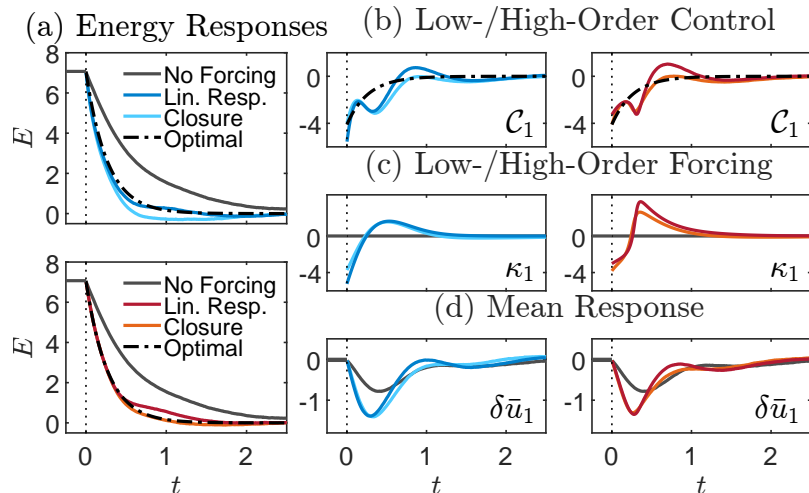 (a) Energy Responses
8
6
4
2
0
E
No Forcing
Lin. Resp.
Closure
Optimal
8
6
4
2
0
E
No Forcing
Lin. Resp.
Closure
Optimal
0 1 2
t
(b) Low-/High-Order Control
0
-4
𝒞₁
0
-4
𝒞₁
(c) Low-/High-Order Forcing
0
-4
κ₁
0
-4
κ₁
(d) Mean Response
0
-1
δū₁
0 1 2
t
0
-1
δū₁
0 1 2
t